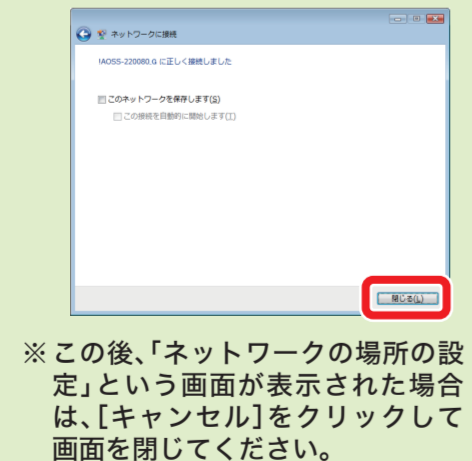 ネットワークに接続
!AOSS-220080.G に正しく接続しました
このネットワークを保存します(S)
この接続を自動的に開始します(T)
閉じる(L)
※この後、「ネットワークの場所の設
定」という画面が表示された場合
は、[キャンセル]をクリックして
画面を閉じてください。